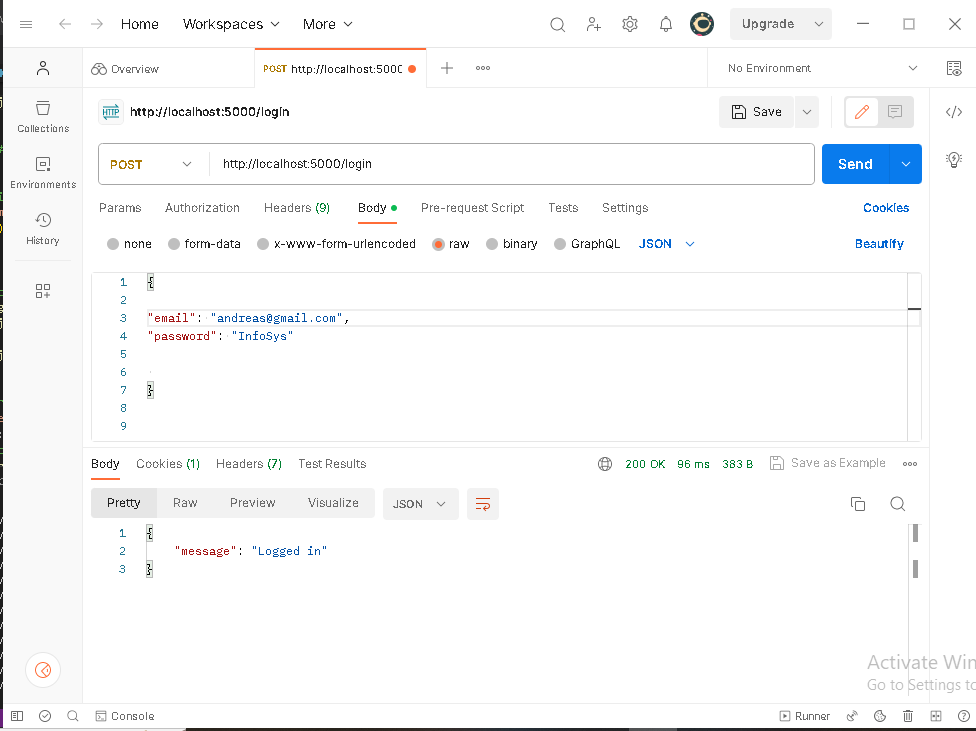 Home Workspaces More Upgrade
Overview POST http://localhost:5000 No Environment
HTTP http://localhost:5000/login Save
Collections
Environments
History
POST http://localhost:5000/login Send
Params Authorization Headers (9) Body Pre-request Script Tests Settings Cookies
none form-data x-www-form-urlencoded raw binary GraphQL JSON Beautify
1 {
2
3 "email": "andreas@gmail.com",
4 "password": "InfoSys"
5
6
7 }
8
9
Body Cookies (1) Headers (7) Test Results 200 OK 96 ms 383 B Save as Example
Pretty Raw Preview Visualize JSON
1 {
2 "message": "Logged in"
3 }
Activate Win
Go to Settings to
Console Runner